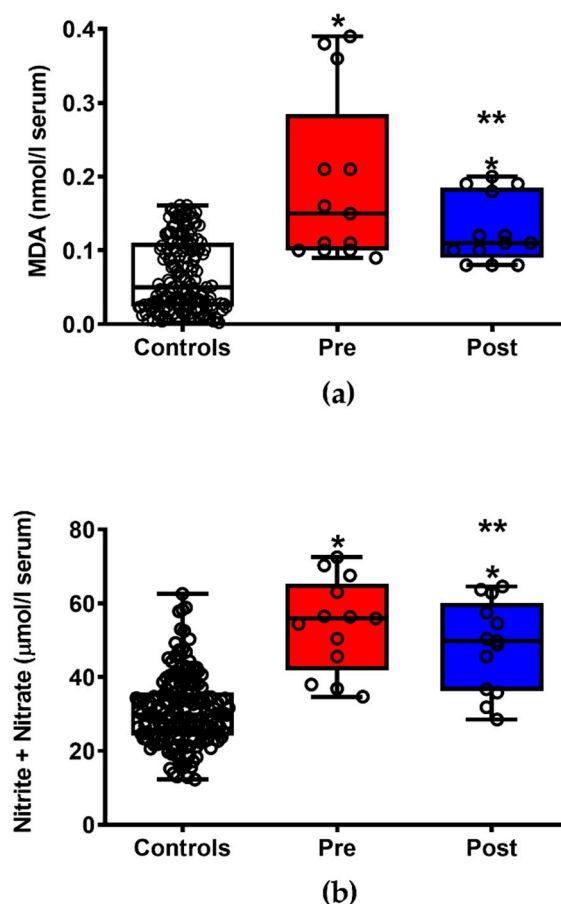 MDA (nmol/l serum)
0.4
0.3
0.2
0.1
0.0
*
**
*
Controls Pre Post
(a)
Nitrite + Nitrate (μmol/l serum)
80
60
40
20
0
*
**
*
Controls Pre Post
(b)